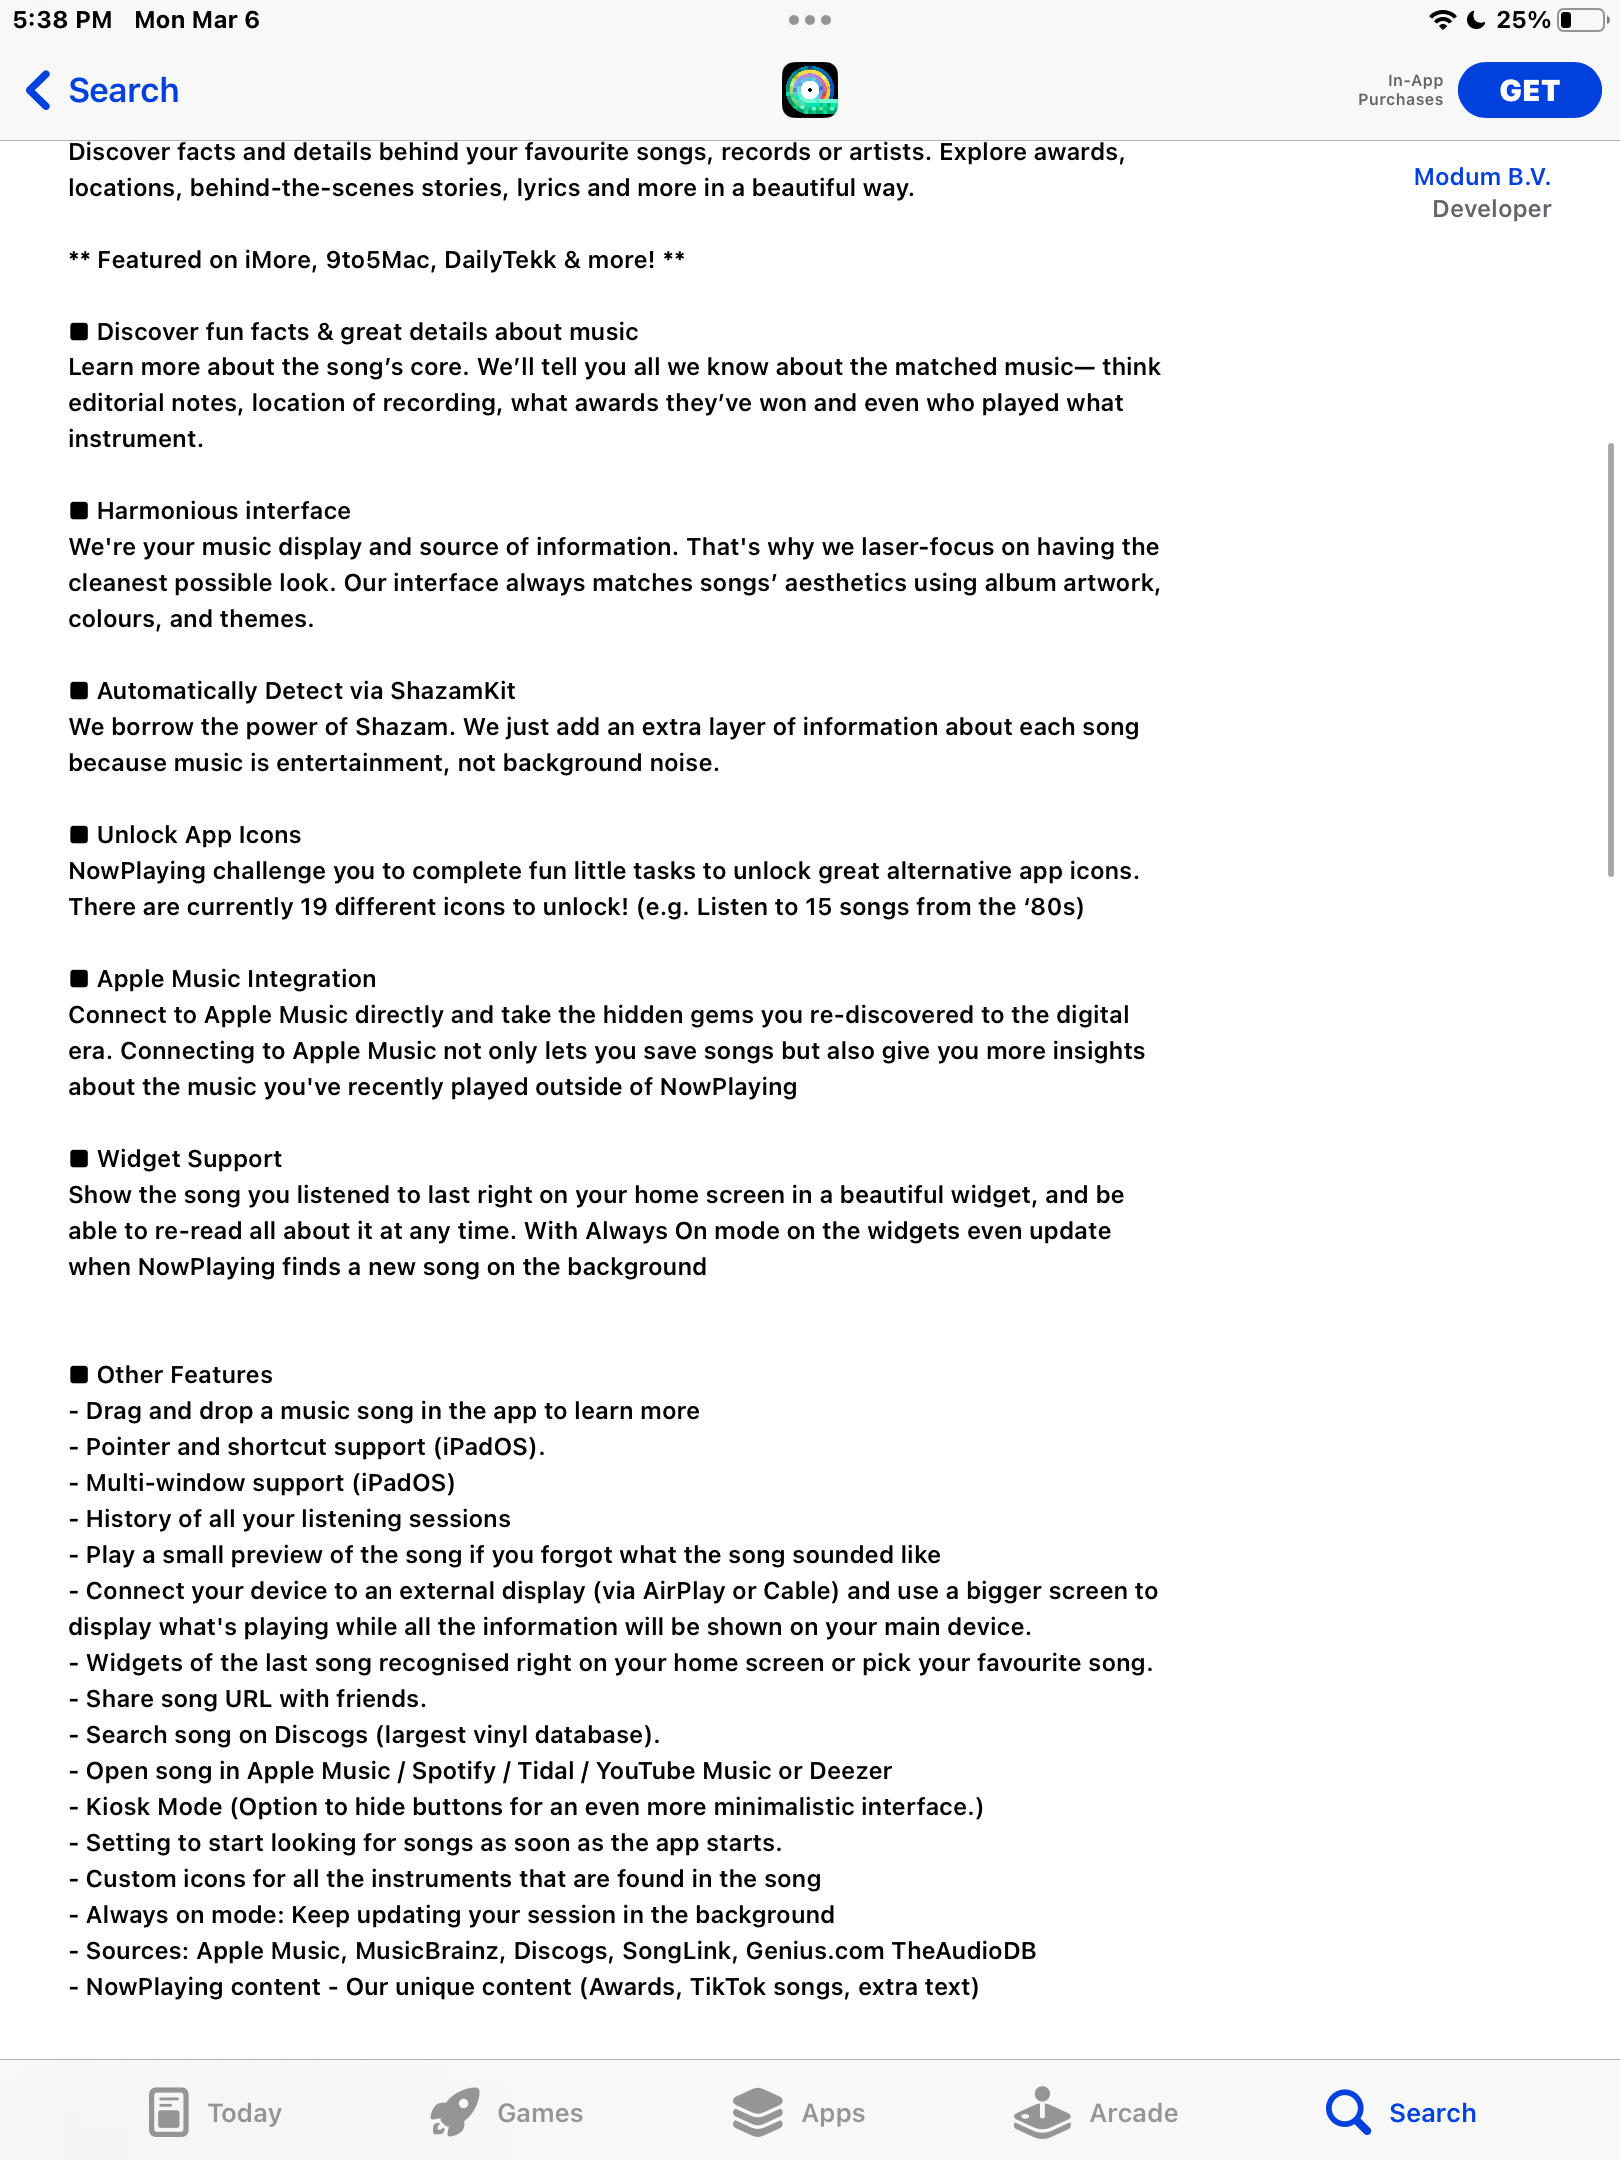 5:38 PM Mon Mar 6
25%
Search
In-App
Purchases
GET
Discover facts and details behind your favourite songs, records or artists. Explore awards,
locations, behind-the-scenes stories, lyrics and more in a beautiful way.
Modum B.V.
Developer
** Featured on iMore, 9to5Mac, DailyTekk & more! **
■ Discover fun facts & great details about music
Learn more about the song’s core. We’ll tell you all we know about the matched music— think
editorial notes, location of recording, what awards they’ve won and even who played what
instrument.
■ Harmonious interface
We're your music display and source of information. That's why we laser-focus on having the
cleanest possible look. Our interface always matches songs’ aesthetics using album artwork,
colours, and themes.
■ Automatically Detect via ShazamKit
We borrow the power of Shazam. We just add an extra layer of information about each song
because music is entertainment, not background noise.
■ Unlock App Icons
NowPlaying challenge you to complete fun little tasks to unlock great alternative app icons.
There are currently 19 different icons to unlock! (e.g. Listen to 15 songs from the ‘80s)
■ Apple Music Integration
Connect to Apple Music directly and take the hidden gems you re-discovered to the digital
era. Connecting to Apple Music not only lets you save songs but also give you more insights
about the music you've recently played outside of NowPlaying
■ Widget Support
Show the song you listened to last right on your home screen in a beautiful widget, and be
able to re-read all about it at any time. With Always On mode on the widgets even update
when NowPlaying finds a new song on the background
■ Other Features
- Drag and drop a music song in the app to learn more
- Pointer and shortcut support (iPadOS).
- Multi-window support (iPadOS)
- History of all your listening sessions
- Play a small preview of the song if you forgot what the song sounded like
- Connect your device to an external display (via AirPlay or Cable) and use a bigger screen to
display what's playing while all the information will be shown on your main device.
- Widgets of the last song recognised right on your home screen or pick your favourite song.
- Share song URL with friends.
- Search song on Discogs (largest vinyl database).
- Open song in Apple Music / Spotify / Tidal / YouTube Music or Deezer
- Kiosk Mode (Option to hide buttons for an even more minimalistic interface.)
- Setting to start looking for songs as soon as the app starts.
- Custom icons for all the instruments that are found in the song
- Always on mode: Keep updating your session in the background
- Sources: Apple Music, MusicBrainz, Discogs, SongLink, Genius.com TheAudioDB
- NowPlaying content - Our unique content (Awards, TikTok songs, extra text)
Today
Games
Apps
Arcade
Search